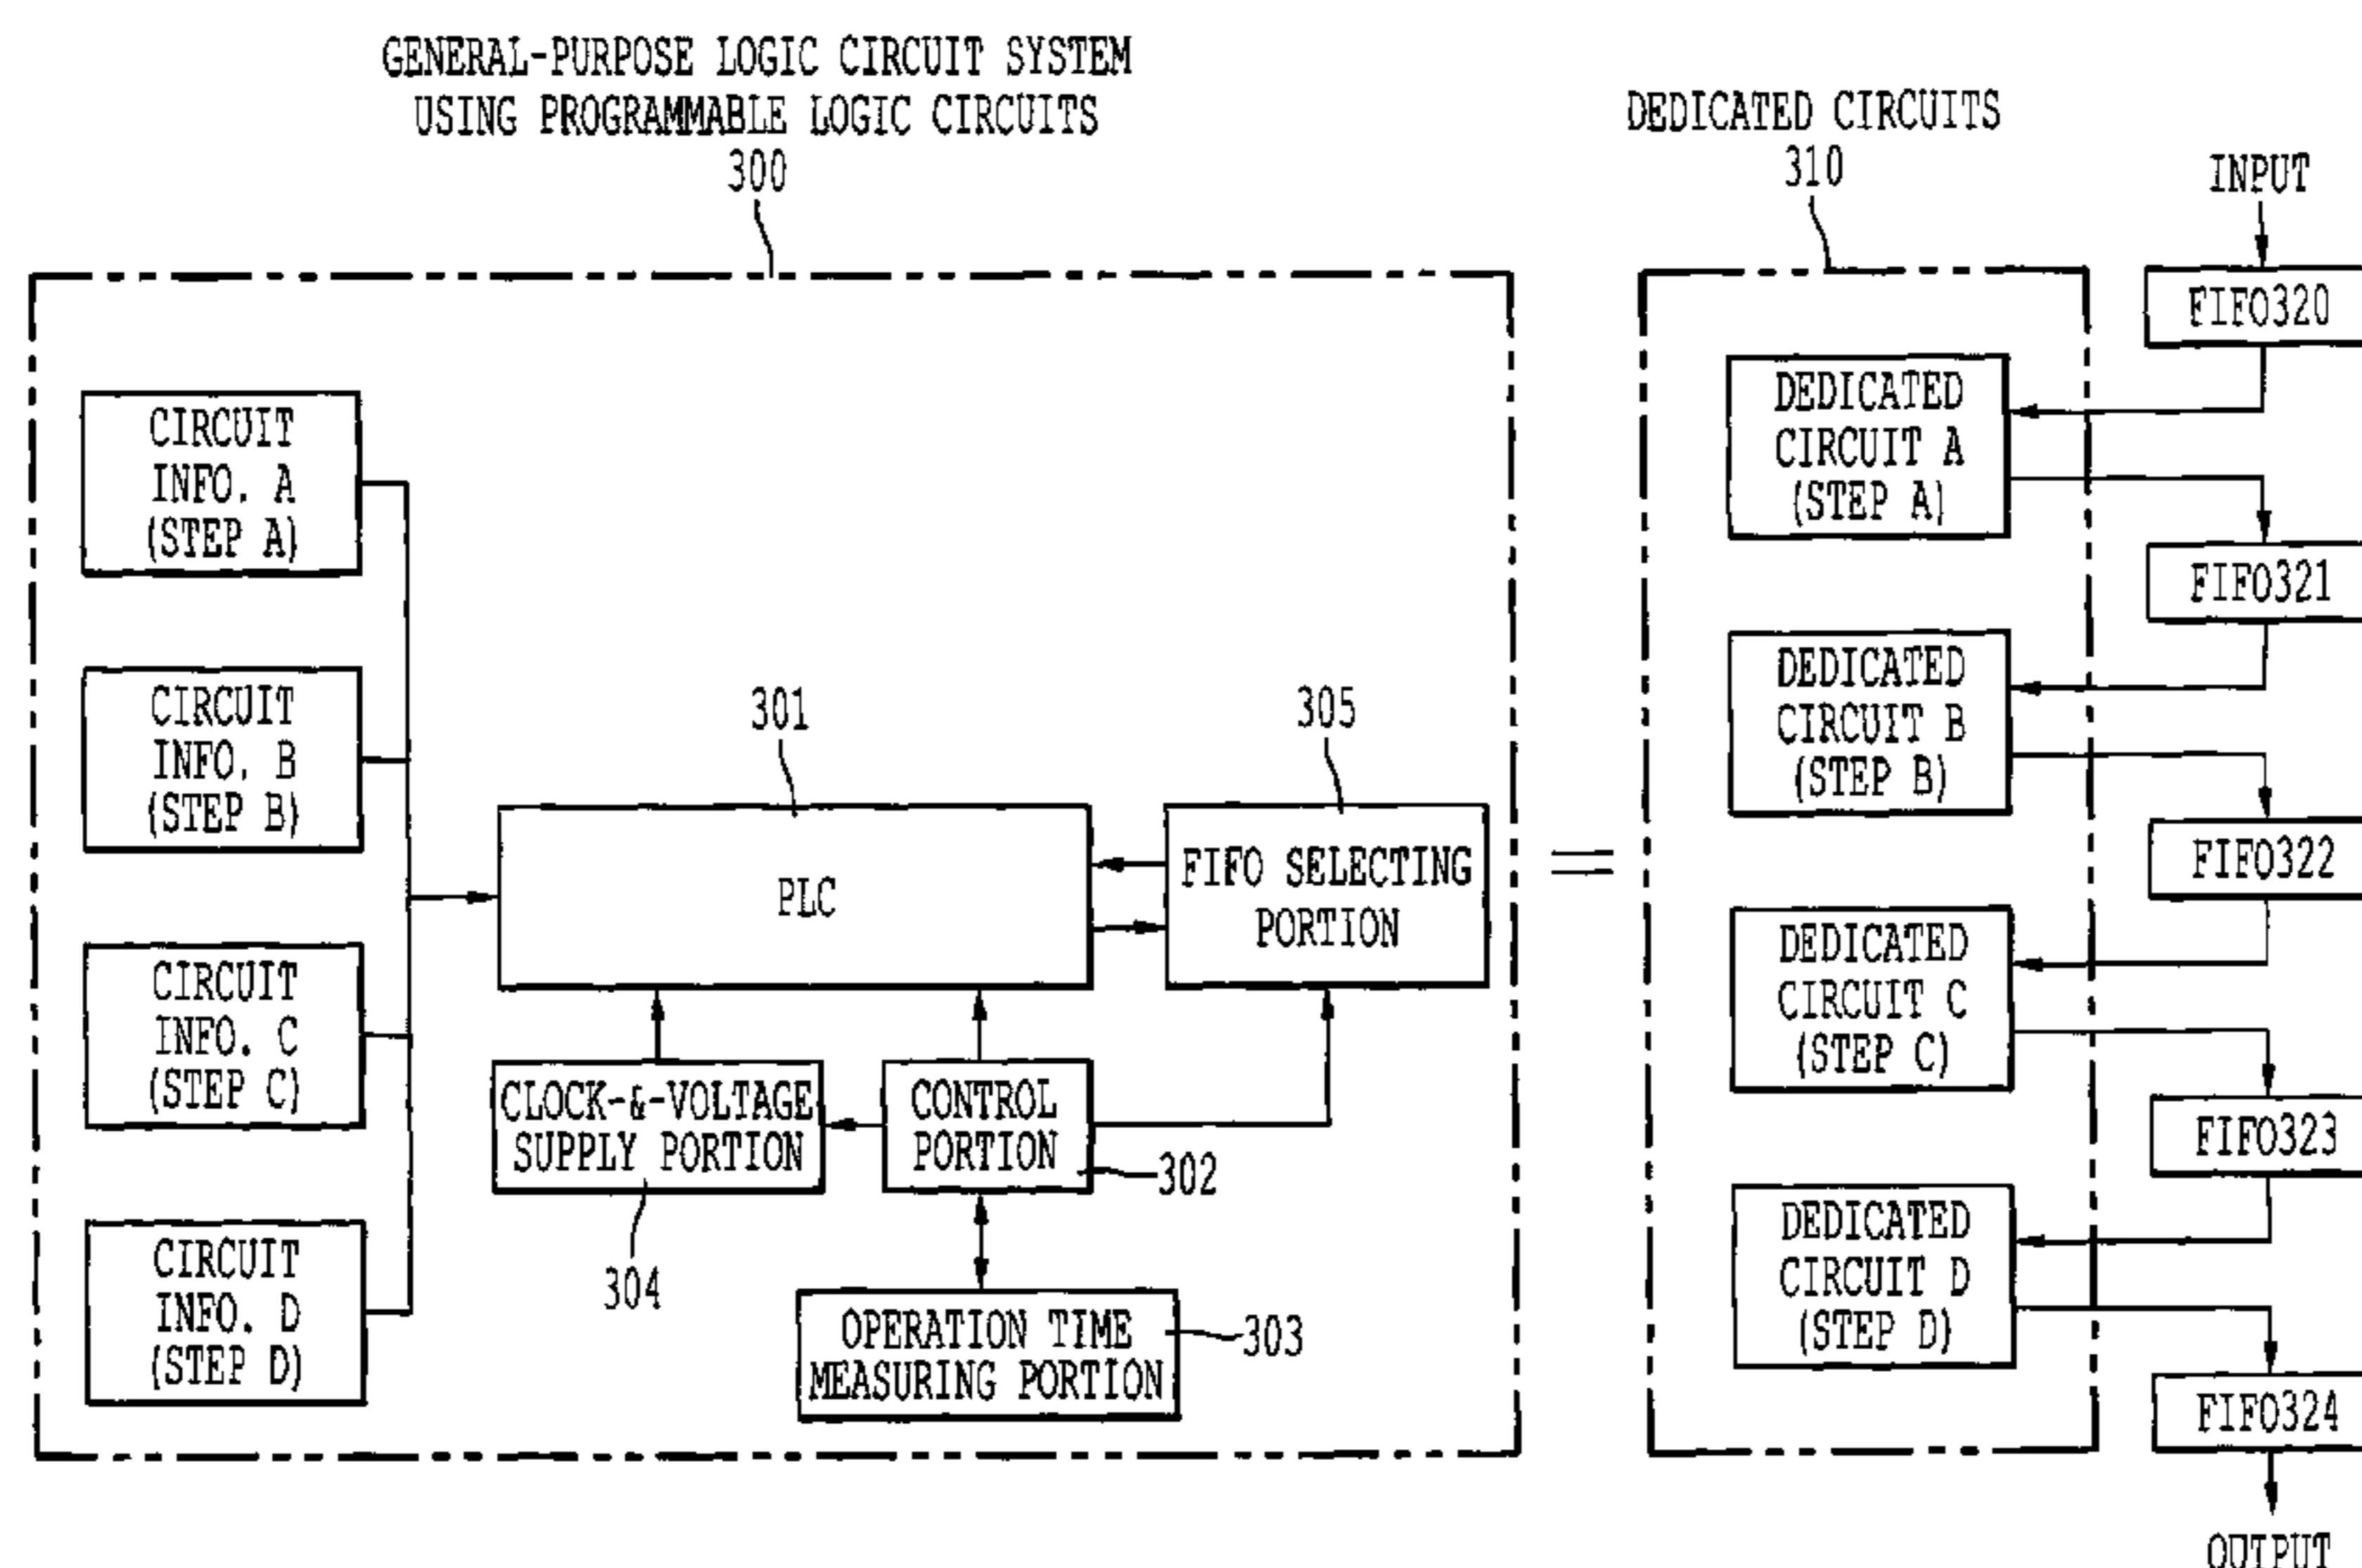 GENERAL-PURPOSE LOGIC CIRCUIT SYSTEM
USING PROGRAMMABLE LOGIC CIRCUITS
300
CIRCUIT
INFO. A
(STEP A)
CIRCUIT
INFO. B
(STEP B)
CIRCUIT
INFO. C
(STEP C)
CIRCUIT
INFO. D
(STEP D)
301
PLC
305
FIFO SELECTING
PORTION
CLOCK-&-VOLTAGE
SUPPLY PORTION
304
CONTROL
PORTION
302
OPERATION TIME
MEASURING PORTION
303
=
DEDICATED CIRCUITS
310
DEDICATED
CIRCUIT A
(STEP A)
DEDICATED
CIRCUIT B
(STEP B)
DEDICATED
CIRCUIT C
(STEP C)
DEDICATED
CIRCUIT D
(STEP D)
INPUT
FIFO320
FIFO321
FIFO322
FIFO323
FIFO324
OUTPUT